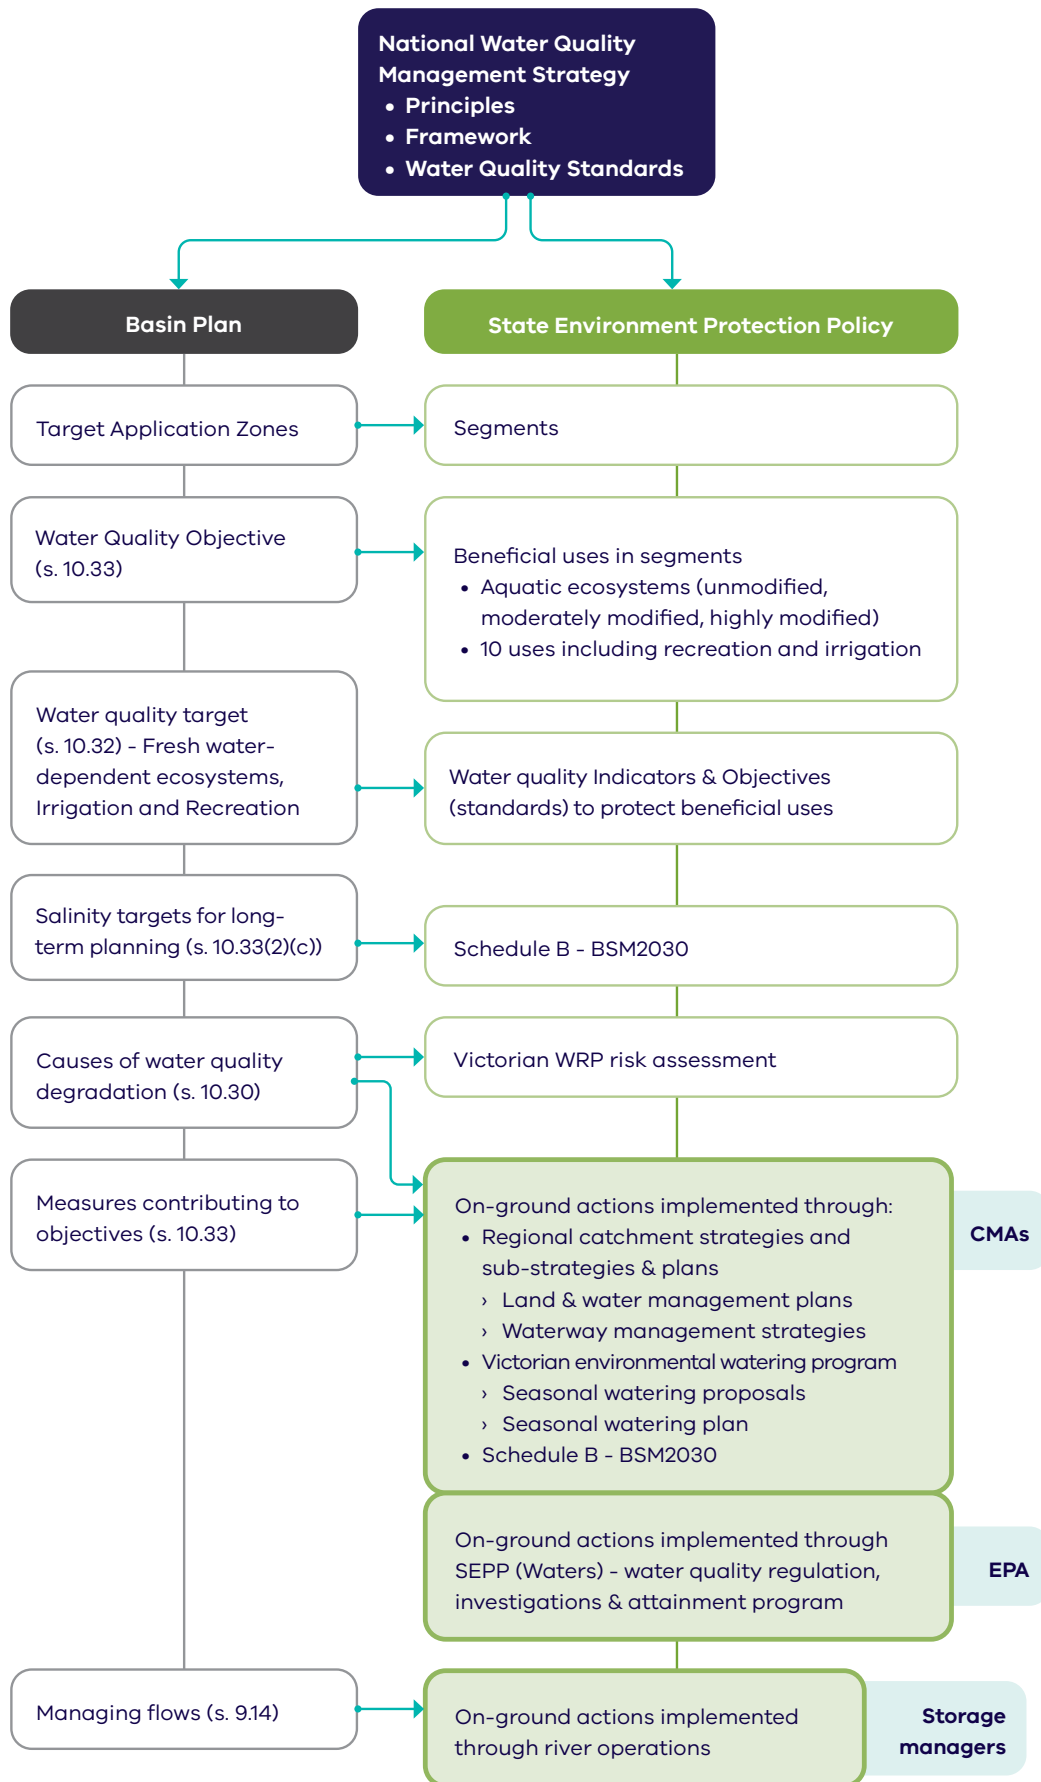 National Water Quality
Management Strategy
• Principles
• Framework
• Water Quality Standards
Basin Plan
State Environment Protection Policy
Target Application Zones
Segments
Water Quality Objective
(s. 10.33)
Beneficial uses in segments
• Aquatic ecosystems (unmodified,
moderately modified, highly modified)
• 10 uses including recreation and irrigation
Water quality target
(s. 10.32) - Fresh water-
dependent ecosystems,
Irrigation and Recreation
Water quality Indicators & Objectives
(standards) to protect beneficial uses
Salinity targets for long-
term planning (s. 10.33(2)(c))
Schedule B - BSM2030
Causes of water quality
degradation (s. 10.30)
Victorian WRP risk assessment
Measures contributing to
objectives (s. 10.33)
On-ground actions implemented through:
• Regional catchment strategies and
sub-strategies & plans
› Land & water management plans
› Waterway management strategies
• Victorian environmental watering program
› Seasonal watering proposals
› Seasonal watering plan
• Schedule B - BSM2030
CMAs
On-ground actions implemented through
SEPP (Waters) - water quality regulation,
investigations & attainment program
EPA
Managing flows (s. 9.14)
On-ground actions implemented
through river operations
Storage
managers